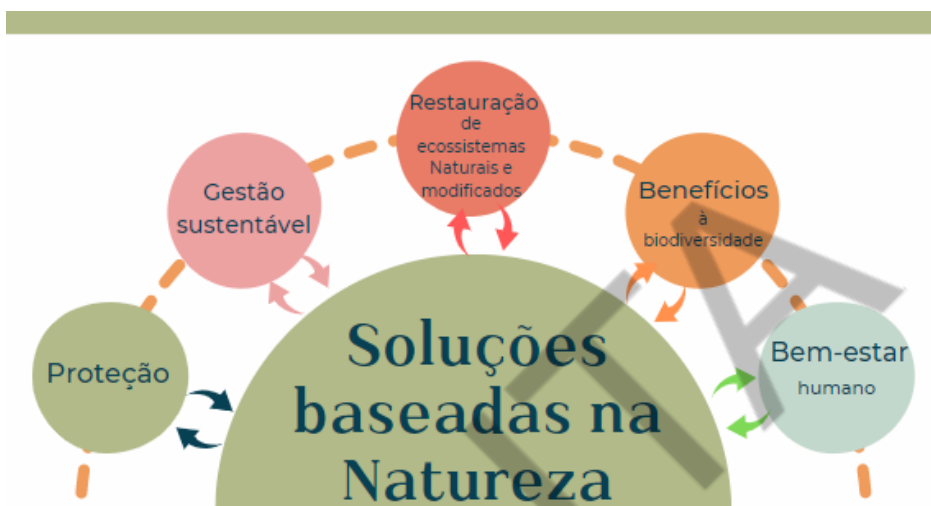 Restauração
de
ecossistemas
Naturais e
modificados
Gestão
sustentável
Benefícios
à
biodiversidade
Proteção
Bem-estar
humano
Soluções
baseadas na
Natureza